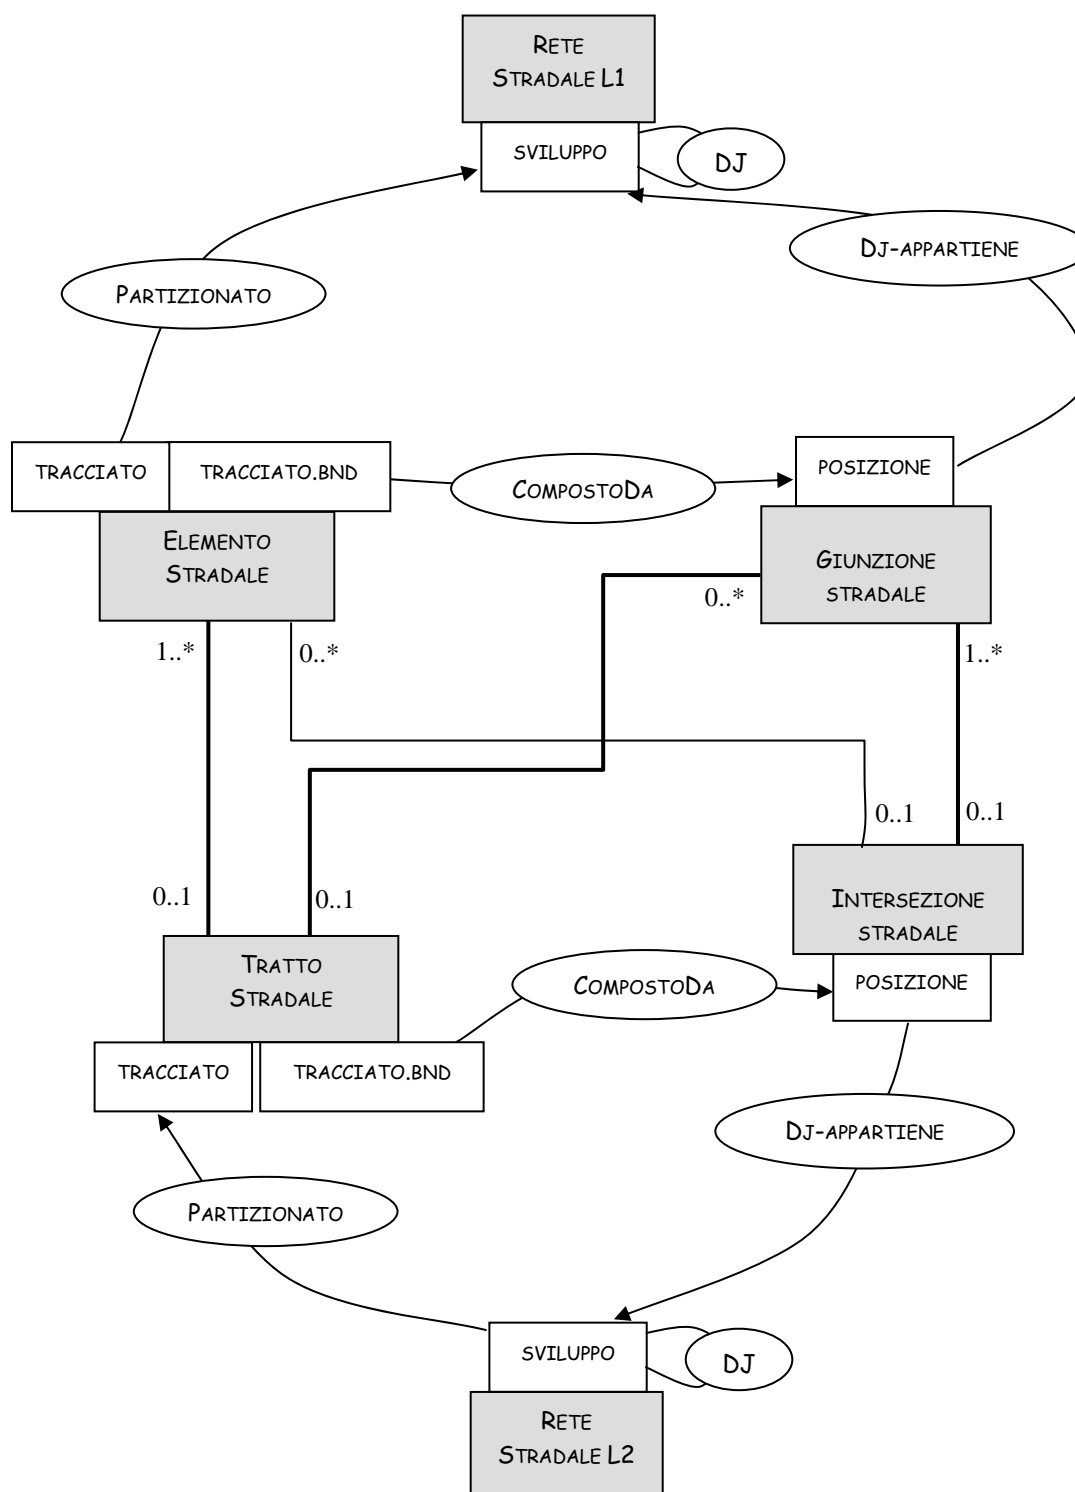 RETE
STRADALE L1
SVILUPPO
DJ
DJ-APPARTIENE
PARTIZIONATO
TRACCIATO
TRACCIATO.BND
COMPOSTODA
POSIZIONE
ELEMENTO
STRADALE
GIUNZIONE
STRADALE
0..*
1..*
0..*
1..*
0..1
0..1
0..1
0..1
INTERSEZIONE
STRADALE
POSIZIONE
TRATTO
STRADALE
COMPOSTODA
TRACCIATO
TRACCIATO.BND
DJ-APPARTIENE
PARTIZIONATO
SVILUPPO
DJ
RETE
STRADALE L2